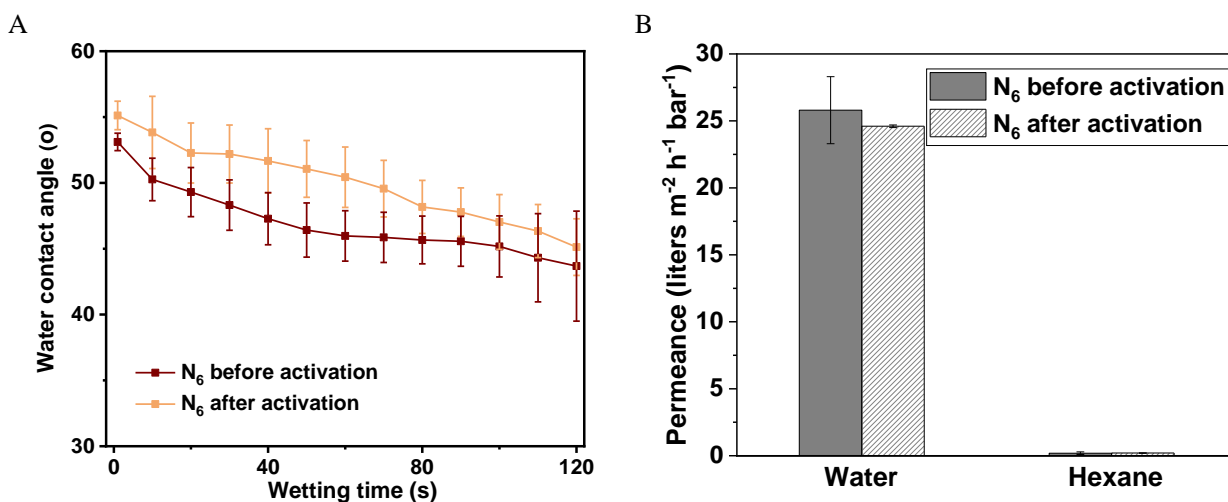 A
60
50
40
30
0
40
80
120
Water contact angle (o)
Wetting time (s)
N₆ before activation
N₆ after activation
B
30
25
20
15
10
5
0
Permeance (liters m⁻² h⁻¹ bar⁻¹)
N₆ before activation
N₆ after activation
Water
Hexane